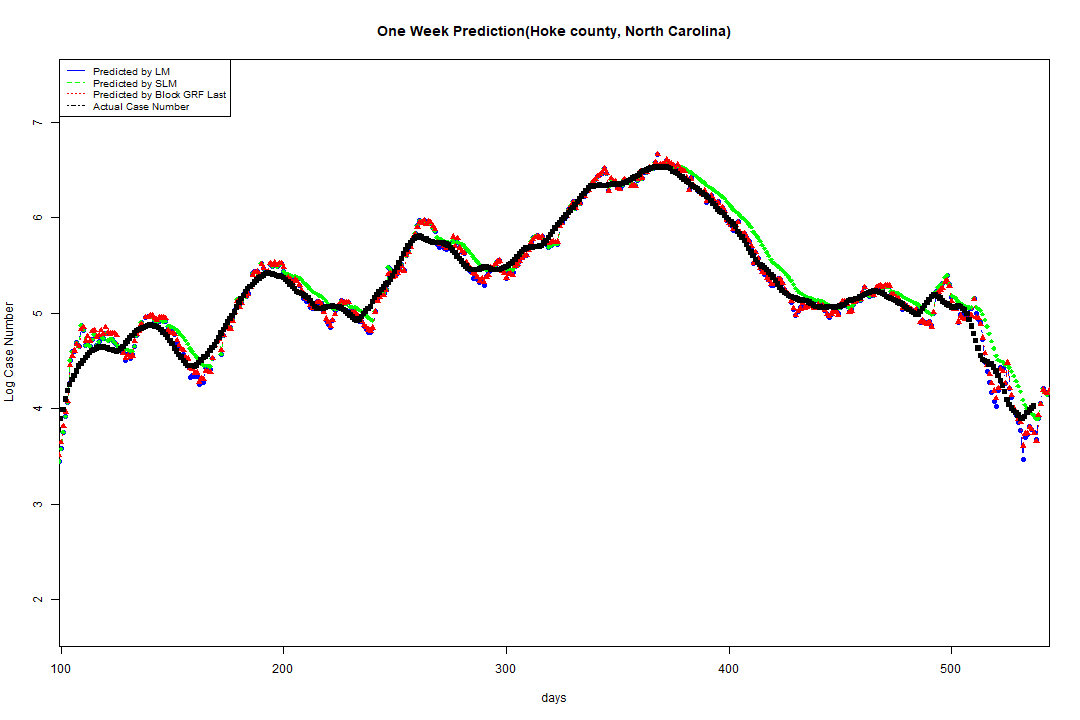 One Week Prediction(Hoke county, North Carolina)
Predicted by LM
Predicted by SLM
Predicted by Block GRF Last
Actual Case Number
7
6
5
4
3
2
Log Case Number
100 200 300 400 500
days